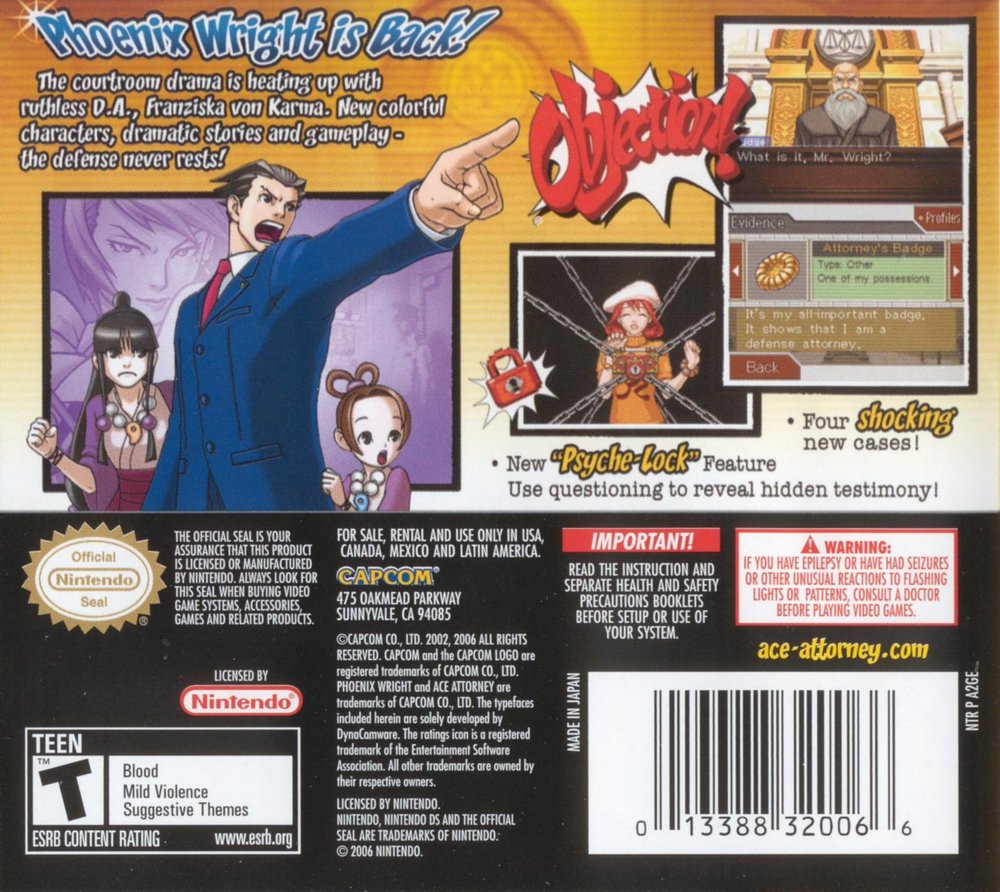 Phoenix Wright is Back!
The courtroom drama is heating up with
ruthless D.A., Franziska von Karma. New colorful
characters, dramatic stories and gameplay -
the defense never rests!
Objection!
What is it, Mr. Wright?
Evidence
• Profiles
Attorney's Badge
Type: Other
One of my possessions.
It's my all-important badge.
It shows that I am a
defense attorney.
Back
• Four shocking
new cases!
• New "Psyche-Lock" Feature
Use questioning to reveal hidden testimony!
Official
Nintendo
Seal
®
THE OFFICIAL SEAL IS YOUR
ASSURANCE THAT THIS PRODUCT
IS LICENSED OR MANUFACTURED
BY NINTENDO. ALWAYS LOOK FOR
THIS SEAL WHEN BUYING VIDEO
GAME SYSTEMS, ACCESSORIES,
GAMES AND RELATED PRODUCTS.
LICENSED BY
Nintendo®
TEEN
TM
T
Blood
Mild Violence
Suggestive Themes
ESRB CONTENT RATING www.esrb.org
FOR SALE, RENTAL AND USE ONLY IN USA,
CANADA, MEXICO AND LATIN AMERICA.
CAPCOM®
475 OAKMEAD PARKWAY
SUNNYVALE, CA 94085
©CAPCOM CO., LTD. 2002, 2006 ALL RIGHTS
RESERVED. CAPCOM and the CAPCOM LOGO are
registered trademarks of CAPCOM CO., LTD.
PHOENIX WRIGHT and ACE ATTORNEY are
trademarks of CAPCOM CO., LTD. The typefaces
included herein are solely developed by
DynaComware. The ratings icon is a registered
trademark of the Entertainment Software
Association. All other trademarks are owned by
their respective owners.
LICENSED BY NINTENDO.
NINTENDO, NINTENDO DS AND THE OFFICIAL
SEAL ARE TRADEMARKS OF NINTENDO.
© 2006 NINTENDO.
IMPORTANT!
READ THE INSTRUCTION AND
SEPARATE HEALTH AND SAFETY
PRECAUTIONS BOOKLETS
BEFORE SETUP OR USE OF
YOUR SYSTEM.
WARNING:
IF YOU HAVE EPILEPSY OR HAVE HAD SEIZURES
OR OTHER UNUSUAL REACTIONS TO FLASHING
LIGHTS OR PATTERNS, CONSULT A DOCTOR
BEFORE PLAYING VIDEO GAMES.
ace-attorney.com
MADE IN JAPAN
NTR P A2GE
0 13388 32006 6